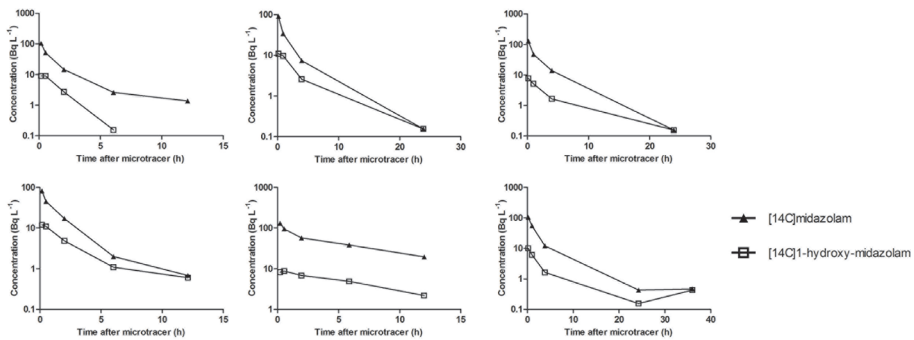 1000
100
10
1
0.1
Concentration (Bq L⁻¹)
0 5 10 15
Time after microtracer (h)
100
10
1
0.1
Concentration (Bq L⁻¹)
0 10 20 30
Time after microtracer (h)
1000
100
10
1
0.1
Concentration (Bq L⁻¹)
0 10 20 30
Time after microtracer (h)
100
10
1
0.1
Concentration (Bq L⁻¹)
0 5 10 15
Time after microtracer (h)
1000
100
10
1
Concentration (Bq L⁻¹)
0 5 10 15
Time after microtracer (h)
1000
100
10
1
0.1
Concentration (Bq L⁻¹)
0 10 20 30 40
Time after microtracer (h)
[14C]midazolam
[14C]1-hydroxy-midazolam